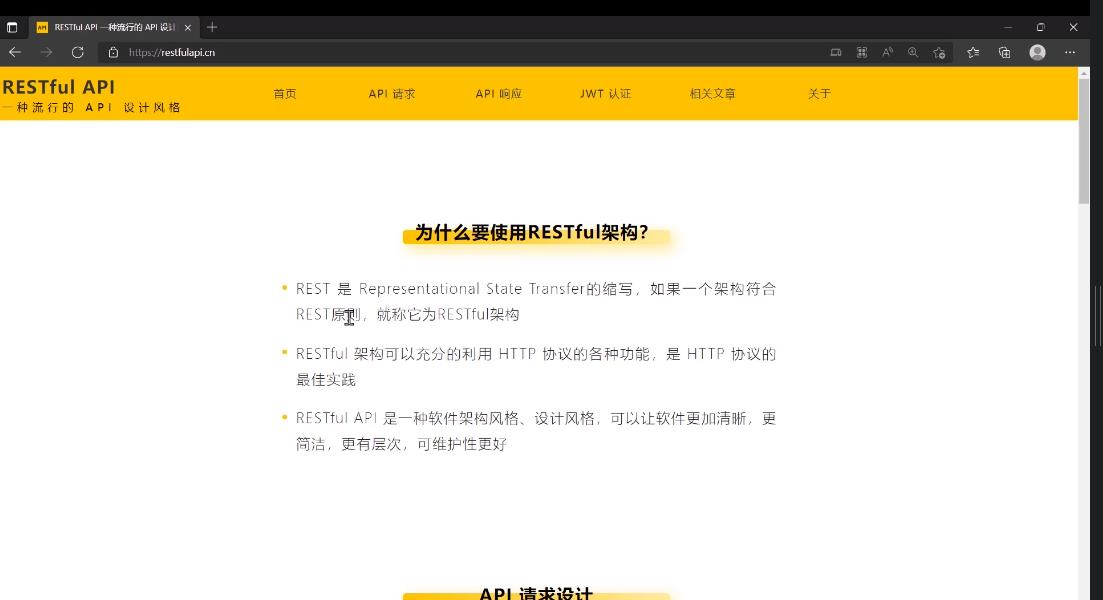 RESTful API 一种流行的 API 设计
https://restfulapi.cn
RESTful API
一种流行的 API 设计风格
首页
API 请求
API 响应
JWT 认证
相关文章
关于
为什么要使用RESTful架构?
REST 是 Representational State Transfer的缩写，如果一个架构符合
REST原则，就称它为RESTful架构
RESTful 架构可以充分的利用 HTTP 协议的各种功能，是 HTTP 协议的
最佳实践
RESTful API 是一种软件架构风格、设计风格，可以让软件更加清晰，更
简洁，更有层次，可维护性更好
API 请求设计